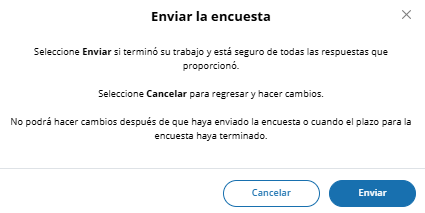 Enviar la encuesta
Seleccione Enviar si terminó su trabajo y está seguro de todas las respuestas que
proporcionó.
Seleccione Cancelar para regresar y hacer cambios.
No podrá hacer cambios después de que haya enviado la encuesta o cuando el plazo para la
encuesta haya terminado.
Cancelar
Enviar